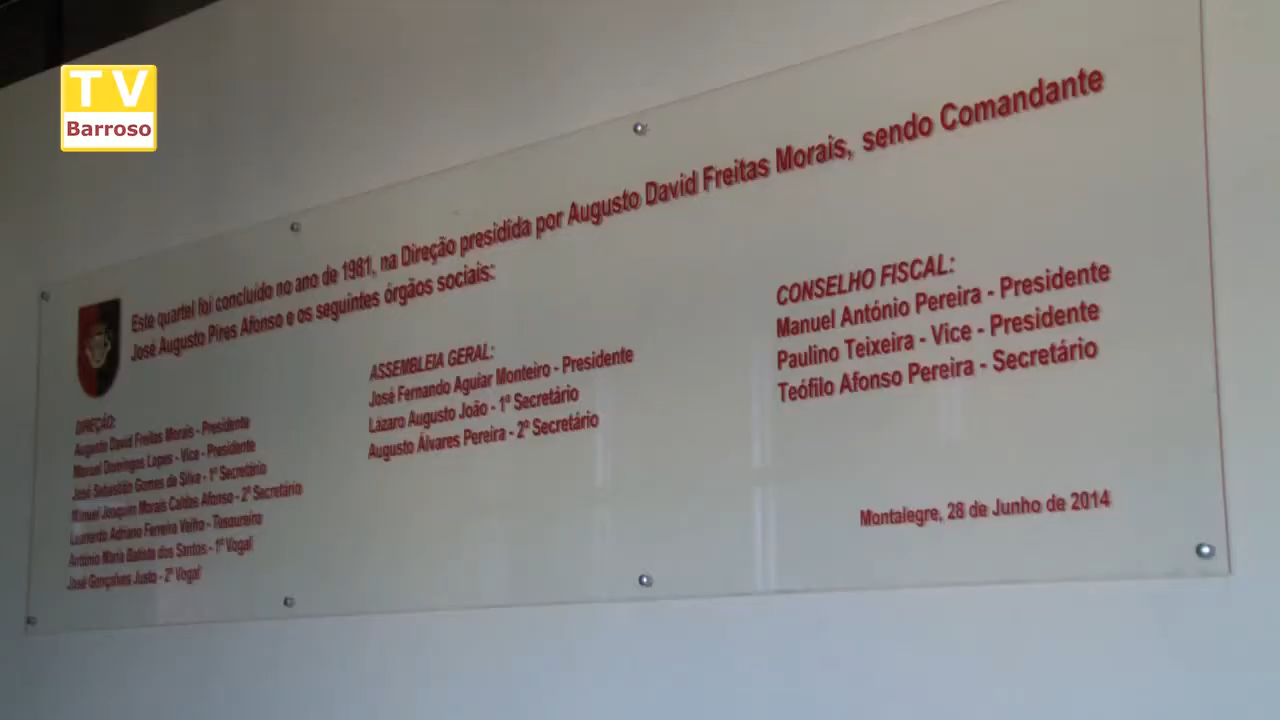 TV
Barroso
Este quartel foi concluído no ano de 1981, na Direção presidida por Augusto David Freitas Morais, sendo Comandante
José Augusto Pires Afonso e os seguintes órgãos sociais:
DIREÇÃO:
Augusto David Freitas Morais - Presidente
Manuel Domingos Lopes - Vice - Presidente
José Sebastião Gomes da Silva - 1º Secretário
Manuel Joaquim Morais Caldas Afonso - 2º Secretário
Lourenço Adriano Ferreira Velho - Tesoureiro
António Maria Batista dos Santos - 1º Vogal
José Gonçalves Justo - 2º Vogal
ASSEMBLEIA GERAL:
José Fernando Aguiar Monteiro - Presidente
Lázaro Augusto João - 1º Secretário
Augusto Álvares Pereira - 2º Secretário
CONSELHO FISCAL:
Manuel António Pereira - Presidente
Paulino Teixeira - Vice - Presidente
Teófilo Afonso Pereira - Secretário
Montalegre, 28 de Junho de 2014